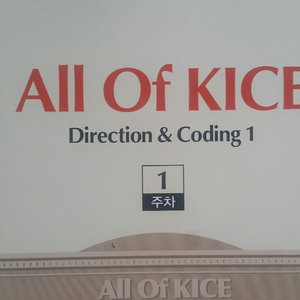 All Of KICE
Direction & Coding 1
1
주차
All Of KICE